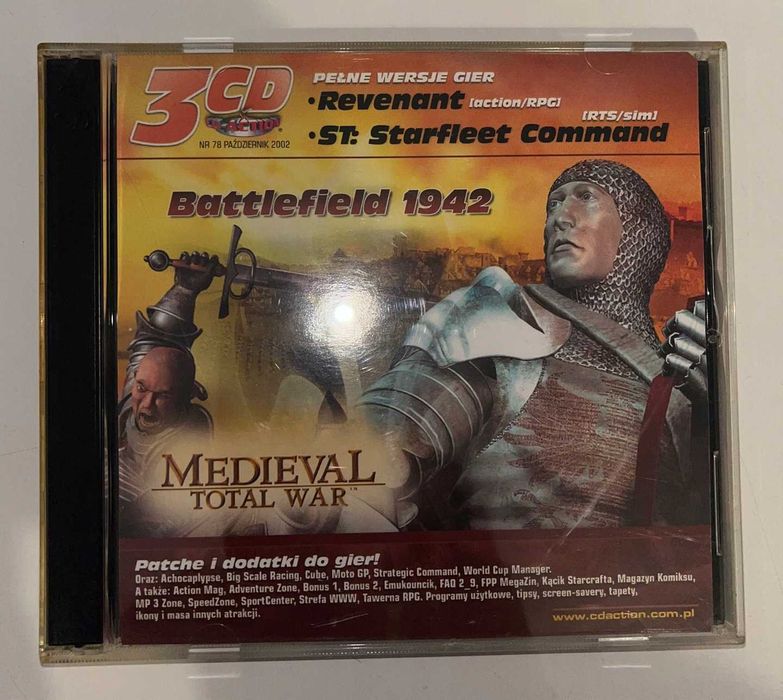 3CD
CD-ACTION®
NR 78 PAŹDZIERNIK 2002
PEŁNE WERSJE GIER
•Revenant [action/RPG]
[RTS/sim]
•ST: Starfleet Command
Battlefield 1942
MEDIEVAL
TOTAL WAR™
Patche i dodatki do gier!
Oraz: Achocaplypse, Big Scale Racing, Cube, Moto GP, Strategic Command, World Cup Manager.
A także: Action Mag, Adventure Zone, Bonus 1, Bonus 2, Emukouncik, FAQ 2_9, FPP MegaZin, Kącik Starcrafta, Magazyn Komiksu,
MP 3 Zone, SpeedZone, SportCenter, Strefa WWW, Tawerna RPG. Programy użytkowe, tipsy, screen-savery, tapety,
ikony i masa innych atrakcji.
www.cdaction.com.pl